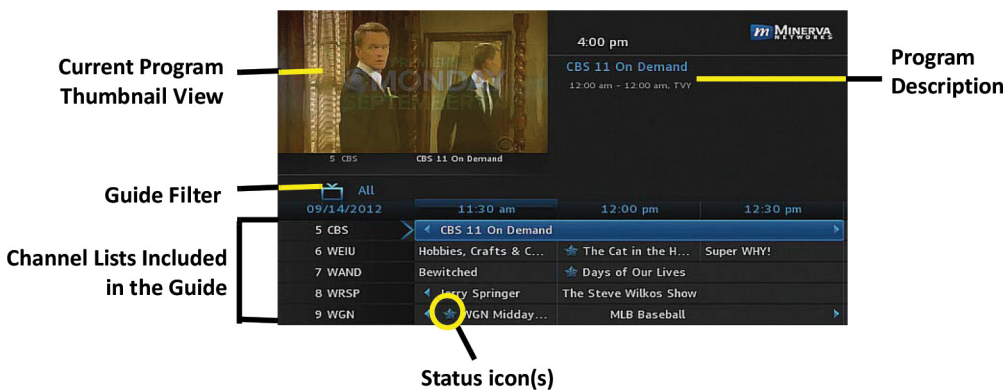 Current Program
Thumbnail View
PREMIERE
MONDAY
SEPTEMBER
4:00 pm
m MINERVA
NETWORKS
CBS 11 On Demand
12:00 am - 12:00 am, TVY
Program
Description
5 CBS CBS 11 On Demand
Guide Filter
All
09/14/2012 11:30 am 12:00 pm 12:30 pm
Channel Lists Included
in the Guide
5 CBS CBS 11 On Demand
6 WEIU Hobbies, Crafts & C... The Cat in the H... Super WHY!
7 WAND Bewitched Days of Our Lives
8 WRSP Jerry Springer The Steve Wilkos Show
9 WGN WGN Midday... MLB Baseball
Status icon(s)